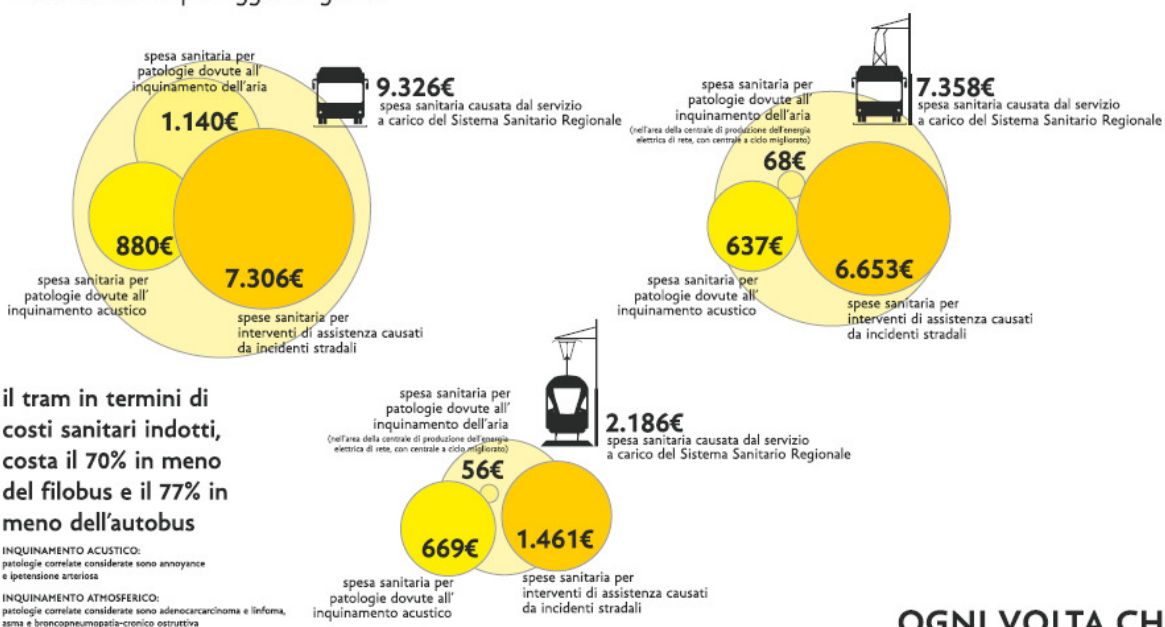 spesa sanitaria per
patologie dovute all'
inquinamento dell'aria
1.140€
880€
7.306€
spesa sanitaria per
patologie dovute all'
inquinamento acustico
spese sanitaria per
interventi di assistenza causati
da incidenti stradali
9.326€
spesa sanitaria causata dal servizio
a carico del Sistema Sanitario Regionale
spesa sanitaria per
patologie dovute all'
inquinamento dell'aria
(nell'area della centrale di produzione dell'energia
elettrica di rete, con centrale a ciclo migliorato)
68€
637€
6.653€
spesa sanitaria per
patologie dovute all'
inquinamento acustico
spese sanitaria per
interventi di assistenza causati
da incidenti stradali
7.358€
spesa sanitaria causata dal servizio
a carico del Sistema Sanitario Regionale
il tram in termini di
costi sanitari indotti,
costa il 70% in meno
del filobus e il 77% in
meno dell'autobus
INQUINAMENTO ACUSTICO:
patologie correlate considerate sono annoyance
e ipetensione arteriosa
INQUINAMENTO ATMOSFERICO:
patologie correlate considerate sono adenocarcarcinoma e linfoma,
asma e broncopneumopatia-cronico ostruttiva
spesa sanitaria per
patologie dovute all'
inquinamento dell'aria
(nell'area della centrale di produzione dell'energia
elettrica di rete, con centrale a ciclo migliorato)
56€
669€
1.461€
spesa sanitaria per
patologie dovute all'
inquinamento acustico
spese sanitaria per
interventi di assistenza causati
da incidenti stradali
2.186€
spesa sanitaria causata dal servizio
a carico del Sistema Sanitario Regionale
OGNI VOLTA CH